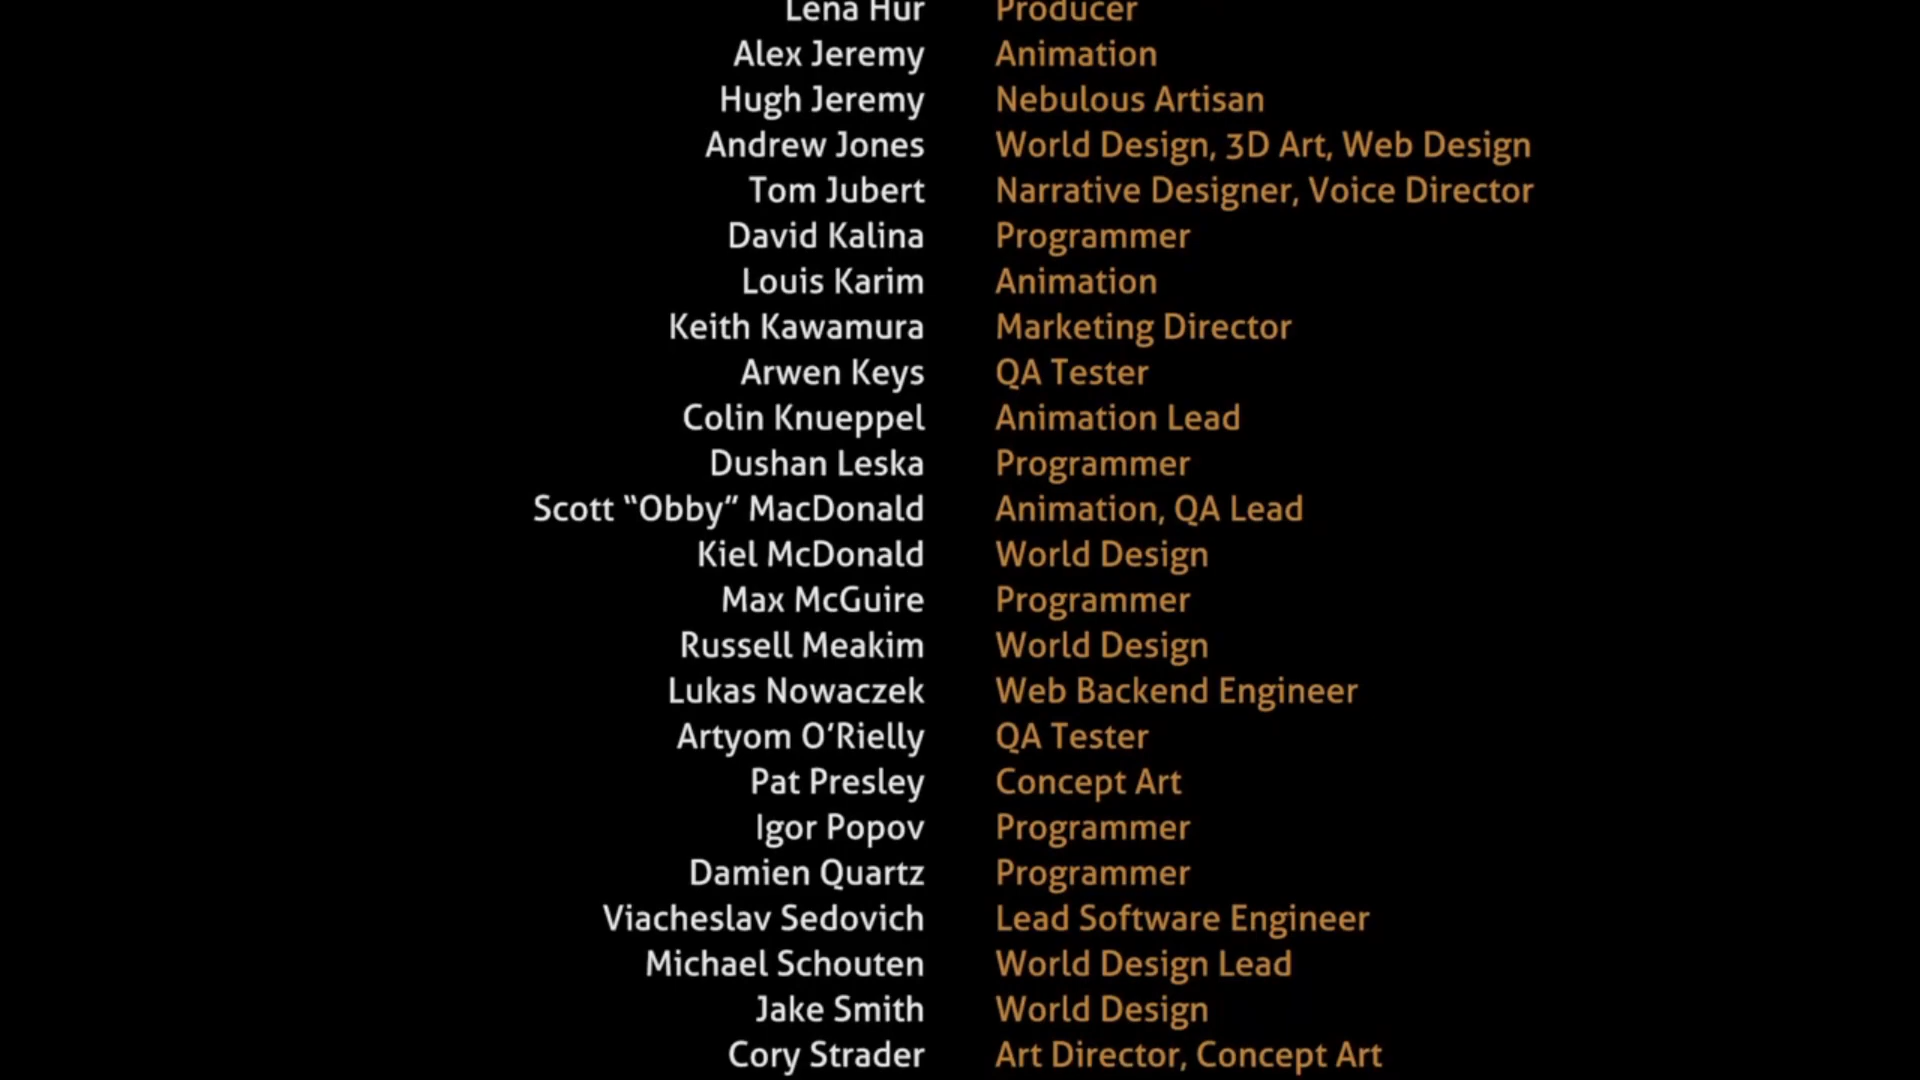 Lena Hur Producer
Alex Jeremy Animation
Hugh Jeremy Nebulous Artisan
Andrew Jones World Design, 3D Art, Web Design
Tom Jubert Narrative Designer, Voice Director
David Kalina Programmer
Louis Karim Animation
Keith Kawamura Marketing Director
Arwen Keys QA Tester
Colin Knueppel Animation Lead
Dushan Leska Programmer
Scott “Obby” MacDonald Animation, QA Lead
Kiel McDonald World Design
Max McGuire Programmer
Russell Meakim World Design
Lukas Nowaczek Web Backend Engineer
Artyom O’Rielly QA Tester
Pat Presley Concept Art
Igor Popov Programmer
Damien Quartz Programmer
Viacheslav Sedovich Lead Software Engineer
Michael Schouten World Design Lead
Jake Smith World Design
Cory Strader Art Director, Concept Art